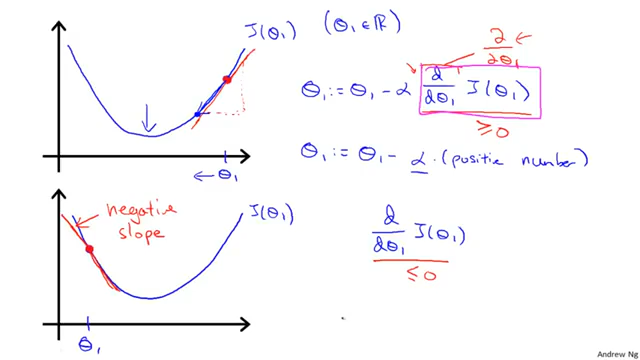 J(θ₁) (θ₁ ∈ ℝ)
∂/∂θ₁
θ₁ := θ₁ - α d/dθ₁ J(θ₁)
≥ 0
θ₁ := θ₁ - α · (positive number)
← θ₁
negative slope
J(θ₁)
d/dθ₁ J(θ₁)
≤ 0
θ₁
Andrew Ng